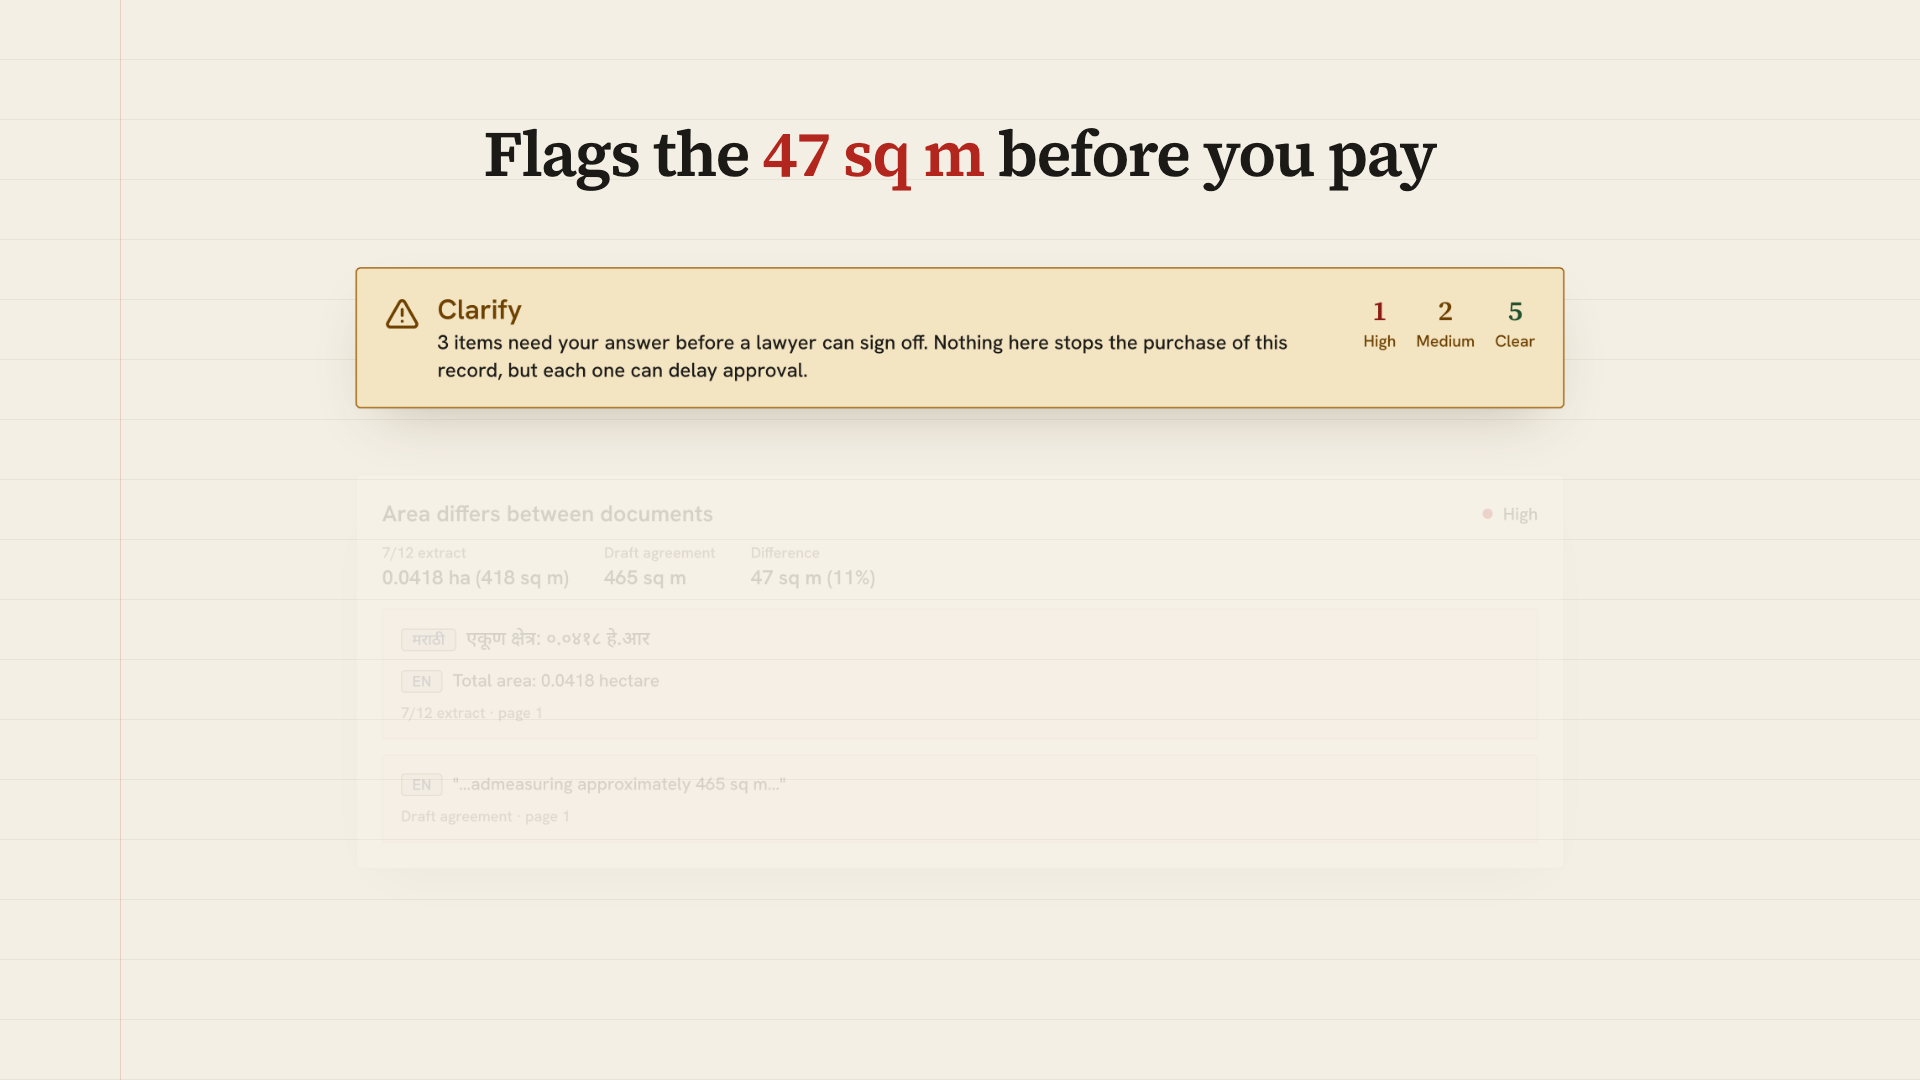 Flags the 47 sq m before you pay
Clarify
3 items need your answer before a lawyer can sign off. Nothing here stops the purchase of this
record, but each one can delay approval.
1 2 5
High Medium Clear
Area differs between documents
High
7/12 extract Draft agreement Difference
0.0418 ha (418 sq m) 465 sq m 47 sq m (11%)
मराठी एकूण क्षेत्र: ०.०४१८ हे.आर
EN Total area: 0.0418 hectare
7/12 extract · page 1
EN "...admeasuring approximately 465 sq m..."
Draft agreement · page 1